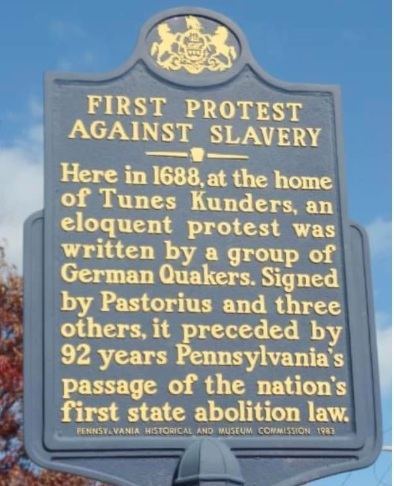 FIRST PROTEST
AGAINST SLAVERY
Here in 1688, at the home
of Tunes Kunders, an
eloquent protest was
written by a group of
German Quakers. Signed
by Pastorius and three
others, it preceded by
92 years Pennsylvania's
passage of the nation's
first state abolition law.
PENNSYLVANIA HISTORICAL AND MUSEUM COMMISSION 1983